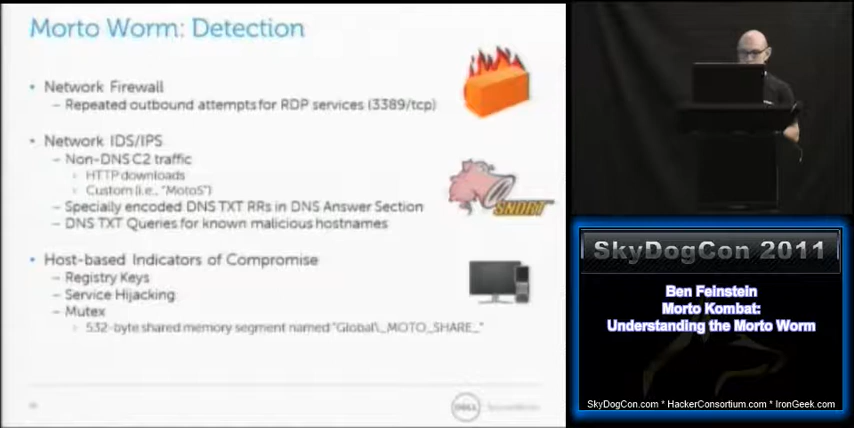 Morto Worm: Detection
• Network Firewall
– Repeated outbound attempts for RDP services (3389/tcp)
• Network IDS/IPS
– Non-DNS C2 traffic
◦ HTTP downloads
◦ Custom (i.e., "MotoS")
– Specially encoded DNS TXT RRs in DNS Answer Section
– DNS TXT Queries for known malicious hostnames
SNORT
• Host-based Indicators of Compromise
– Registry Keys
– Service Hijacking
– Mutex
◦ 532-byte shared memory segment named "Global\_MOTO_SHARE_"
DELL
SkyDogCon 2011
Ben Feinstein
Morto Kombat:
Understanding the Morto Worm
SkyDogCon.com * HackerConsortium.com * IronGeek.com